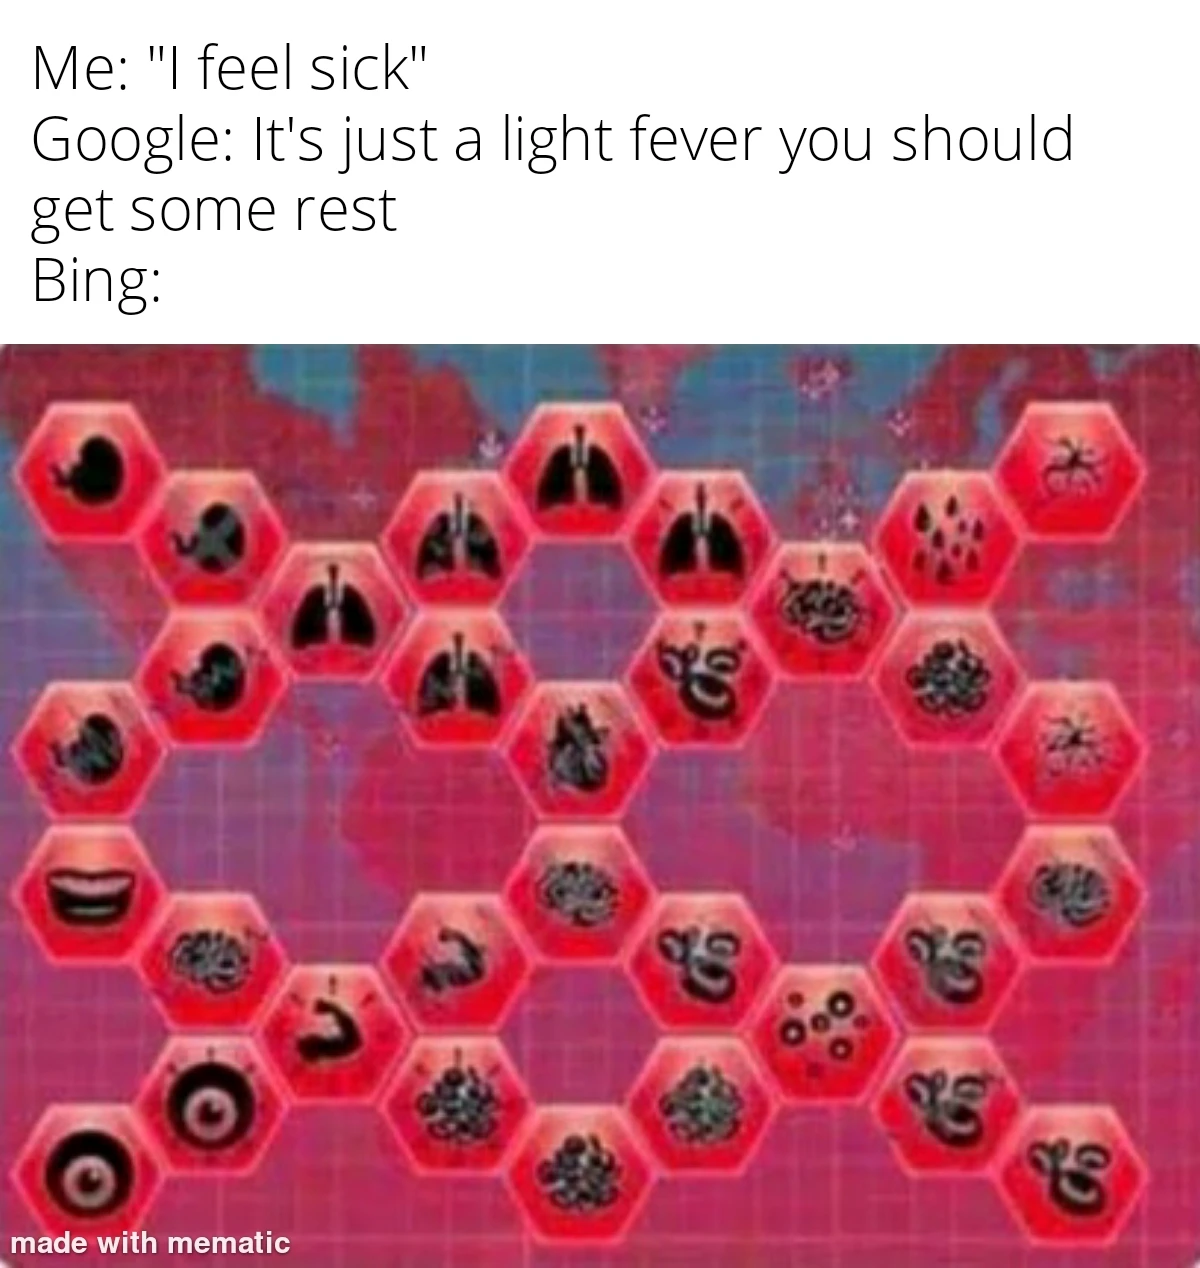 Me: "I feel sick"
Google: It's just a light fever you should
get some rest
Bing:
made with mematic